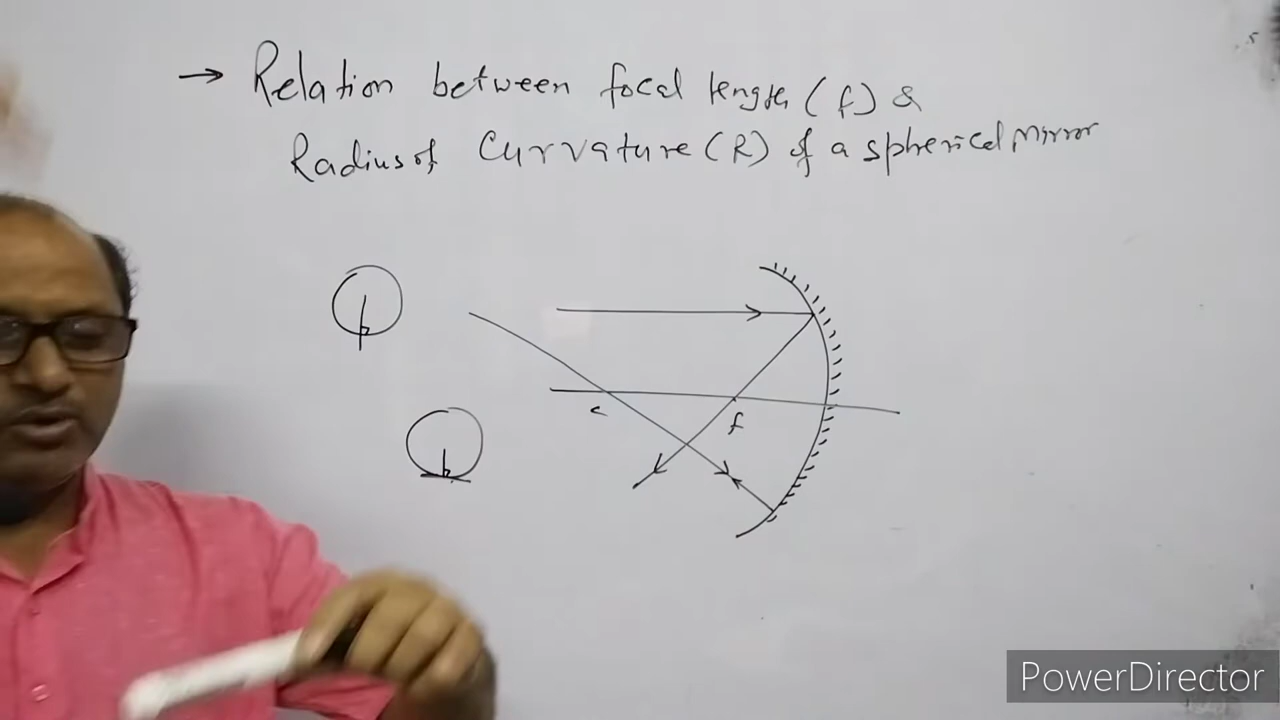 → Relation between focal length (f) &
Radius of Curvature (R) of a spherical mirror
c
f
PowerDirector